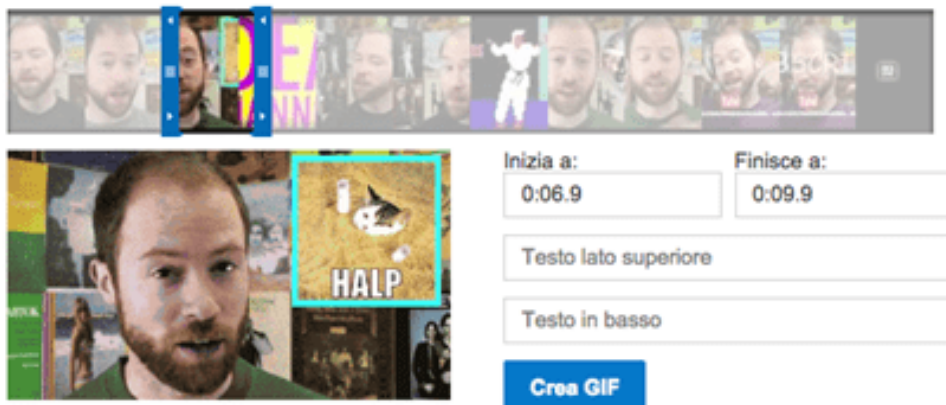 Inizia a:
Finisce a:
0:06.9
0:09.9
Testo lato superiore
Testo in basso
HALP
Crea GIF